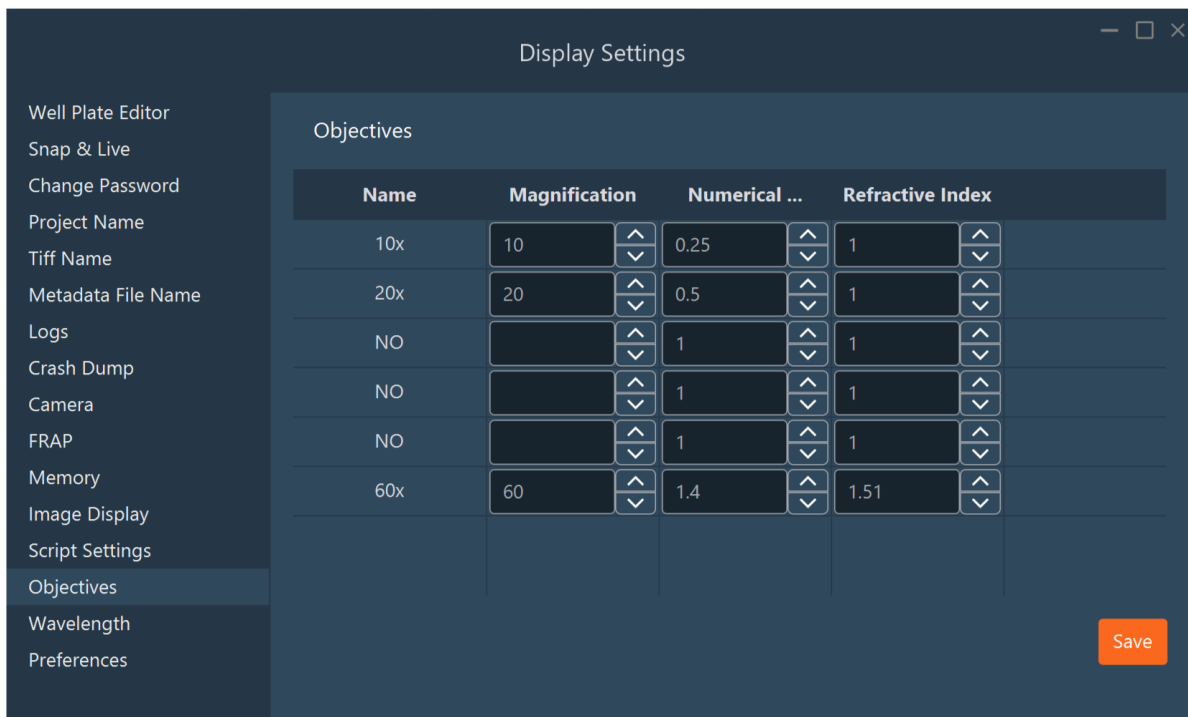 Display Settings
Well Plate Editor
Snap & Live
Change Password
Project Name
Tiff Name
Metadata File Name
Logs
Crash Dump
Camera
FRAP
Memory
Image Display
Script Settings
Objectives
Wavelength
Preferences
Objectives
Name Magnification Numerical ... Refractive Index
10x 10 0.25 1
20x 20 0.5 1
NO 1 1
NO 1 1
NO 1 1
60x 60 1.4 1.51
Save